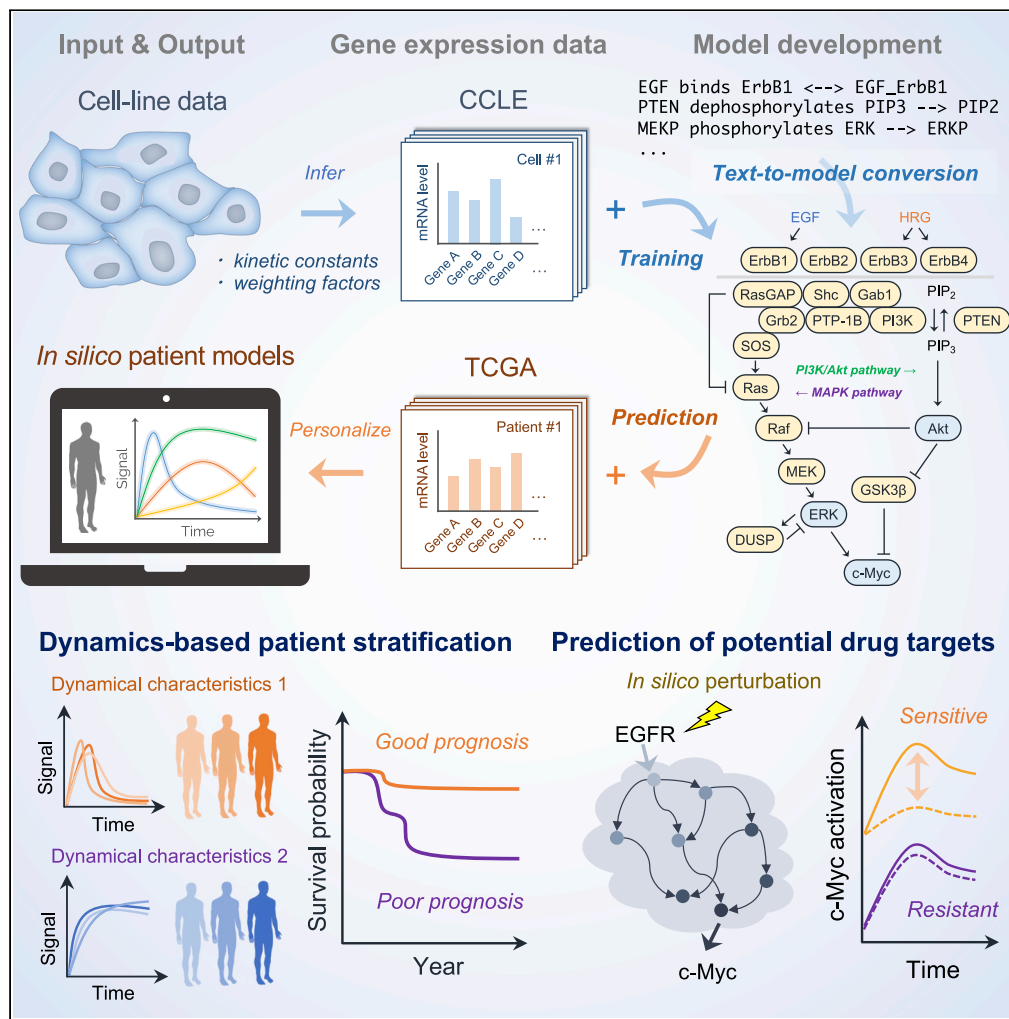 Input & Output
Gene expression data
Model development
Cell-line data
Infer
· kinetic constants
· weighting factors
CCLE
Cell #1
mRNA level
Gene A
Gene B
Gene C
Gene D
...
+
Training
EGF binds ErbB1 <--> EGF_ErbB1
PTEN dephosphorylates PIP3 --> PIP2
MEKP phosphorylates ERK --> ERKP
...
Text-to-model conversion
EGF
HRG
ErbB1
ErbB2
ErbB3
ErbB4
RasGAP
Shc
Gab1
PIP2
Grb2
PTP-1B
PI3K
PTEN
SOS
PIP3
PI3K/Akt pathway →
← MAPK pathway
Ras
Raf
Akt
MEK
GSK3β
ERK
DUSP
c-Myc
In silico patient models
Signal
Time
Personalize
TCGA
Patient #1
mRNA level
Gene A
Gene B
Gene C
Gene D
...
+
Prediction
Dynamics-based patient stratification
Dynamical characteristics 1
Signal
Time
Dynamical characteristics 2
Signal
Time
Survival probability
Good prognosis
Poor prognosis
Year
Prediction of potential drug targets
In silico perturbation
EGFR
c-Myc
c-Myc activation
Sensitive
Resistant
Time